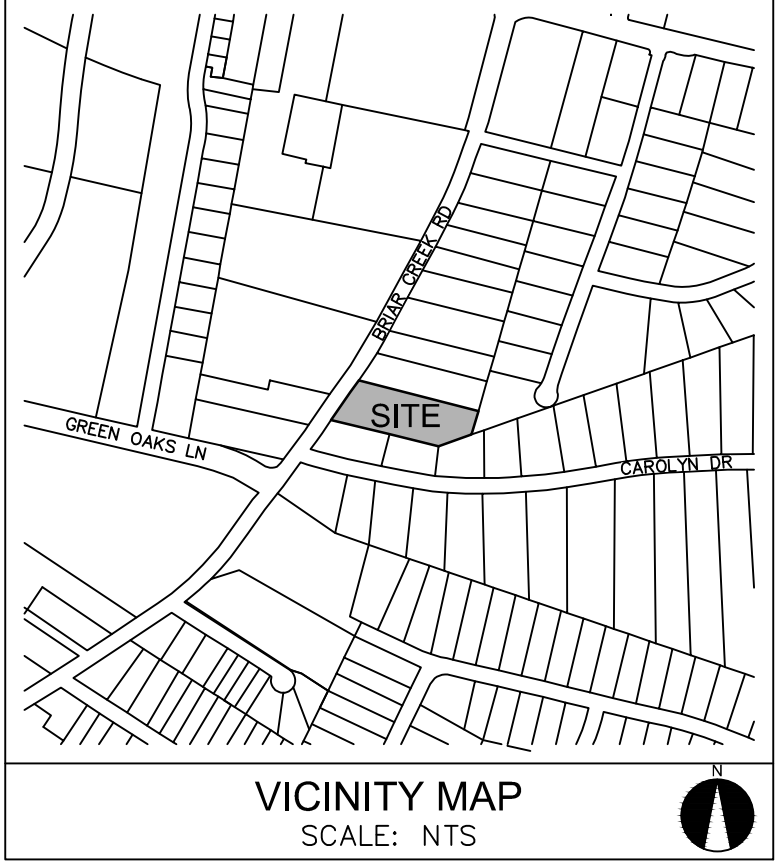 BRIAR CREEK RD
SITE
GREEN OAKS LN
CAROLYN DR
VICINITY MAP
SCALE: NTS
N